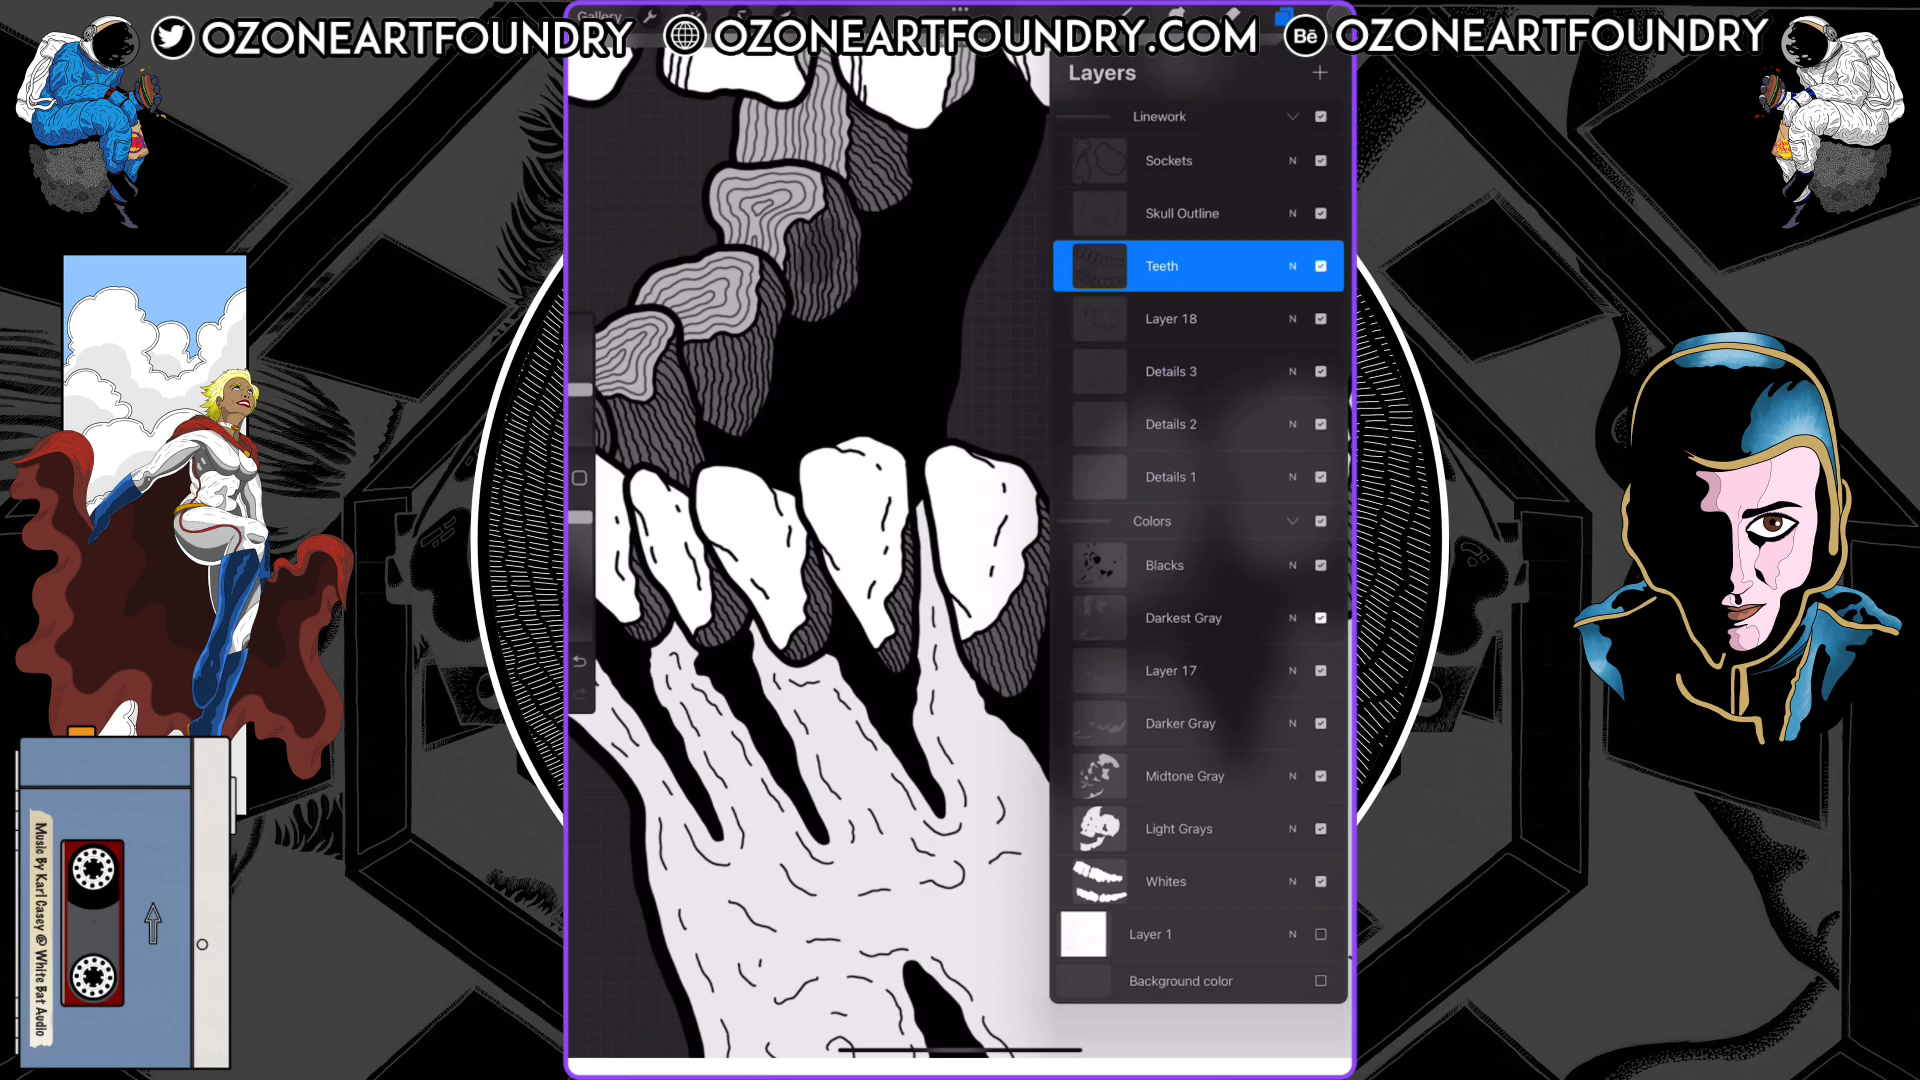 OZONEARTFOUNDRY OZONEARTFOUNDRY.COM Bē OZONEARTFOUNDRY
Gallery
Layers
Linework
Sockets N
Skull Outline N
Teeth N
Layer 18 N
Details 3 N
Details 2 N
Details 1 N
Colors
Blacks N
Darkest Gray N
Layer 17 N
Darker Gray N
Midtone Gray N
Light Grays N
Whites N
Layer 1 N
Background color
Music By Karl Casey @ White Bat Audio